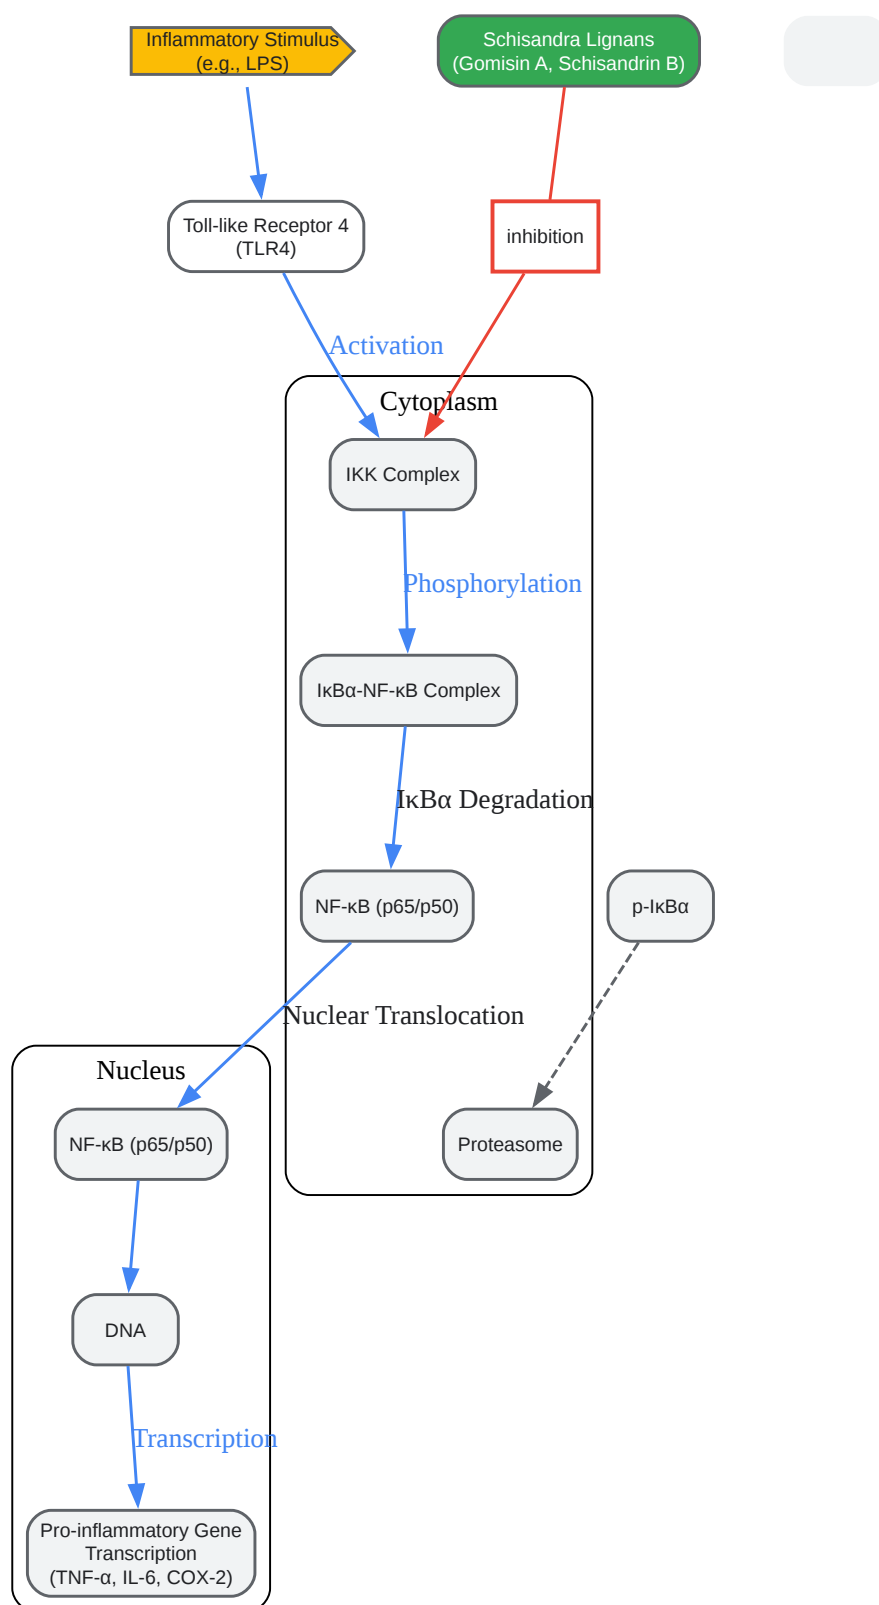 Inflammatory Stimulus
(e.g., LPS)
Schisandra Lignans
(Gomisin A, Schisandrin B)
Toll-like Receptor 4
(TLR4)
inhibition
Activation
Cytoplasm
IKK Complex
Phosphorylation
IκBα-NF-κB Complex
IκBα Degradation
NF-κB (p65/p50)
p-IκBα
Nuclear Translocation
Nucleus
NF-κB (p65/p50)
Proteasome
DNA
Transcription
Pro-inflammatory Gene
Transcription
(TNF-α, IL-6, COX-2)